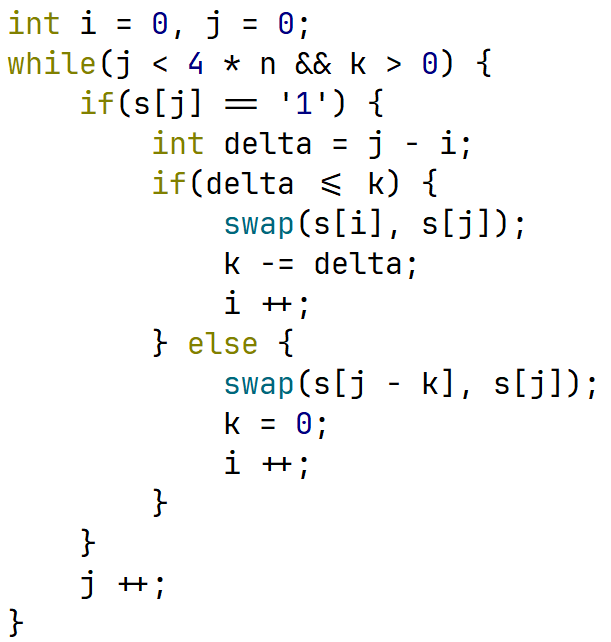 int i = 0, j = 0;
while(j < 4 * n && k > 0) {
    if(s[j] == '1') {
        int delta = j - i;
        if(delta <= k) {
            swap(s[i], s[j]);
            k -= delta;
            i ++;
        } else {
            swap(s[j - k], s[j]);
            k = 0;
            i ++;
        }
    }
    j ++;
}